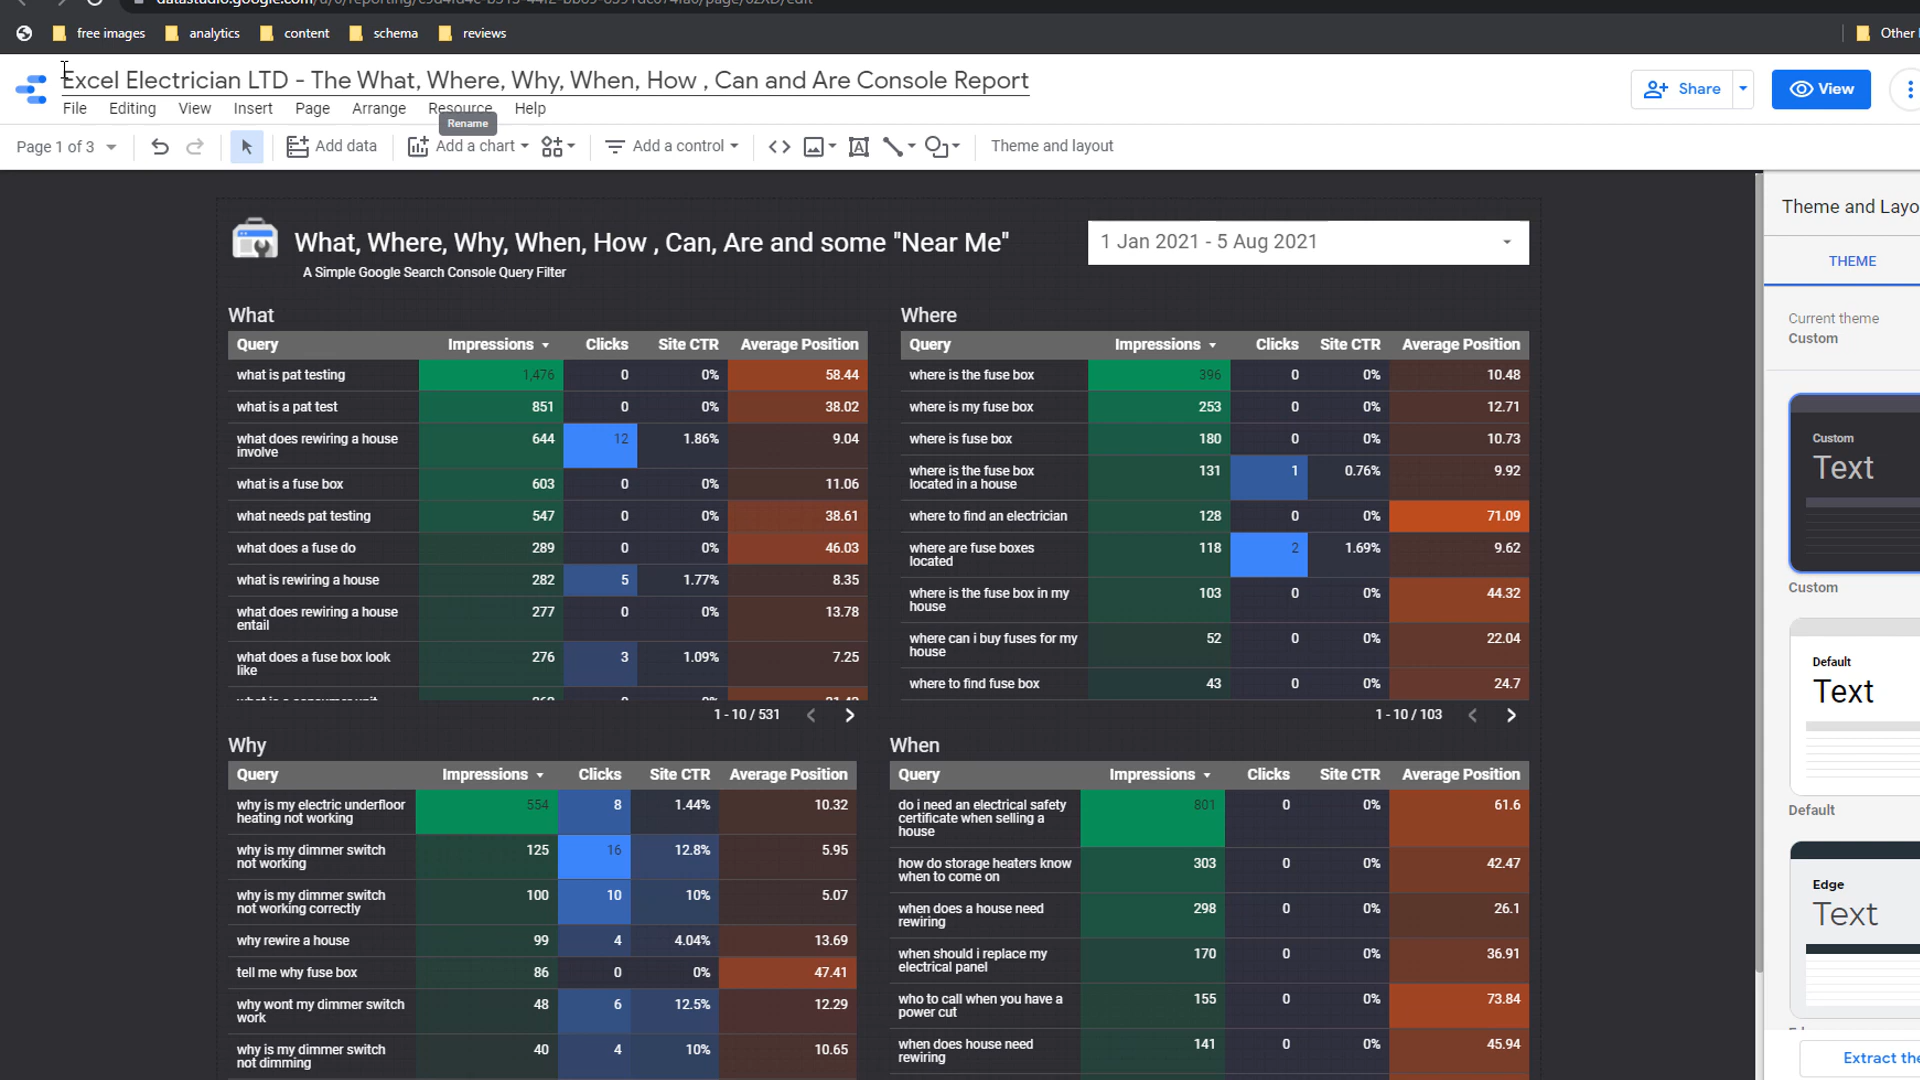 free images analytics content schema reviews Other
Excel Electrician LTD - The What, Where, Why, When, How , Can and Are Console Report
Share View
File Editing View Insert Page Arrange Resource Help
Rename
Page 1 of 3 Add data Add a chart Add a control Theme and layout
What, Where, Why, When, How , Can, Are and some "Near Me"
A Simple Google Search Console Query Filter
1 Jan 2021 - 5 Aug 2021
What
Query Impressions Clicks Site CTR Average Position
what is pat testing 1,476 0 0% 58.44
what is a pat test 851 0 0% 38.02
what does rewiring a house 644 12 1.86% 9.04
involve
what is a fuse box 603 0 0% 11.06
what needs pat testing 547 0 0% 38.61
what does a fuse do 289 0 0% 46.03
what is rewiring a house 282 5 1.77% 8.35
what does rewiring a house 277 0 0% 13.78
entail
what does a fuse box look 276 3 1.09% 7.25
like
1 - 10 / 531
Where
Query Impressions Clicks Site CTR Average Position
where is the fuse box 396 0 0% 10.48
where is my fuse box 253 0 0% 12.71
where is fuse box 180 0 0% 10.73
where is the fuse box 131 1 0.76% 9.92
located in a house
where to find an electrician 128 0 0% 71.09
where are fuse boxes 118 2 1.69% 9.62
located
where is the fuse box in my 103 0 0% 44.32
house
where can i buy fuses for my 52 0 0% 22.04
house
where to find fuse box 43 0 0% 24.7
1 - 10 / 103
Why
Query Impressions Clicks Site CTR Average Position
why is my electric underfloor 554 8 1.44% 10.32
heating not working
why is my dimmer switch 125 16 12.8% 5.95
not working
why is my dimmer switch 100 10 10% 5.07
not working correctly
why rewire a house 99 4 4.04% 13.69
tell me why fuse box 86 0 0% 47.41
why wont my dimmer switch 48 6 12.5% 12.29
work
why is my dimmer switch 40 4 10% 10.65
not dimming
When
Query Impressions Clicks Site CTR Average Position
do i need an electrical safety 801 0 0% 61.6
certificate when selling a
house
how do storage heaters know 303 0 0% 42.47
when to come on
when does a house need 298 0 0% 26.1
rewiring
when should i replace my 170 0 0% 36.91
electrical panel
who to call when you have a 155 0 0% 73.84
power cut
when does house need 141 0 0% 45.94
rewiring
Theme and Layo
THEME
Current theme
Custom
Custom
Text
Custom
Default
Text
Default
Edge
Text
Extract the